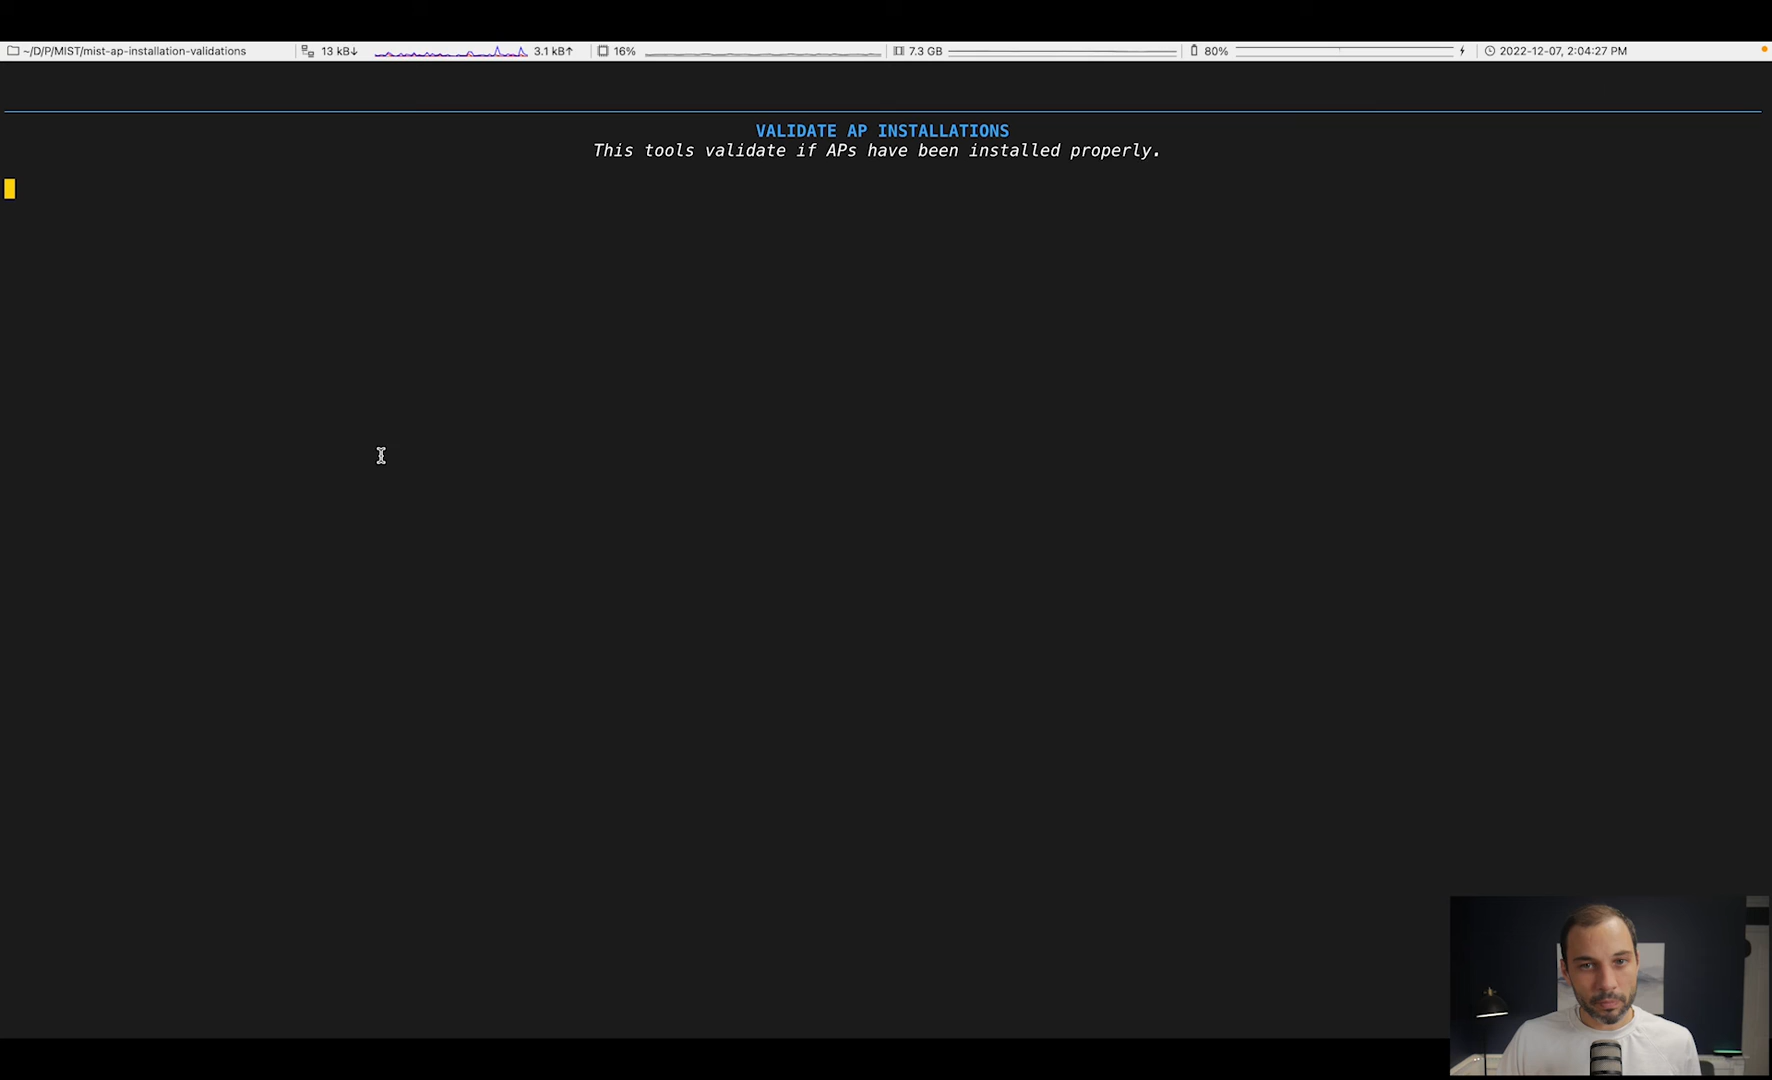 ~/D/P/MIST/mist-ap-installation-validations 13 kB↓ 3.1 kB↑ 16% 7.3 GB 80% 2022-12-07, 2:04:27 PM
VALIDATE AP INSTALLATIONS
This tools validate if APs have been installed properly.